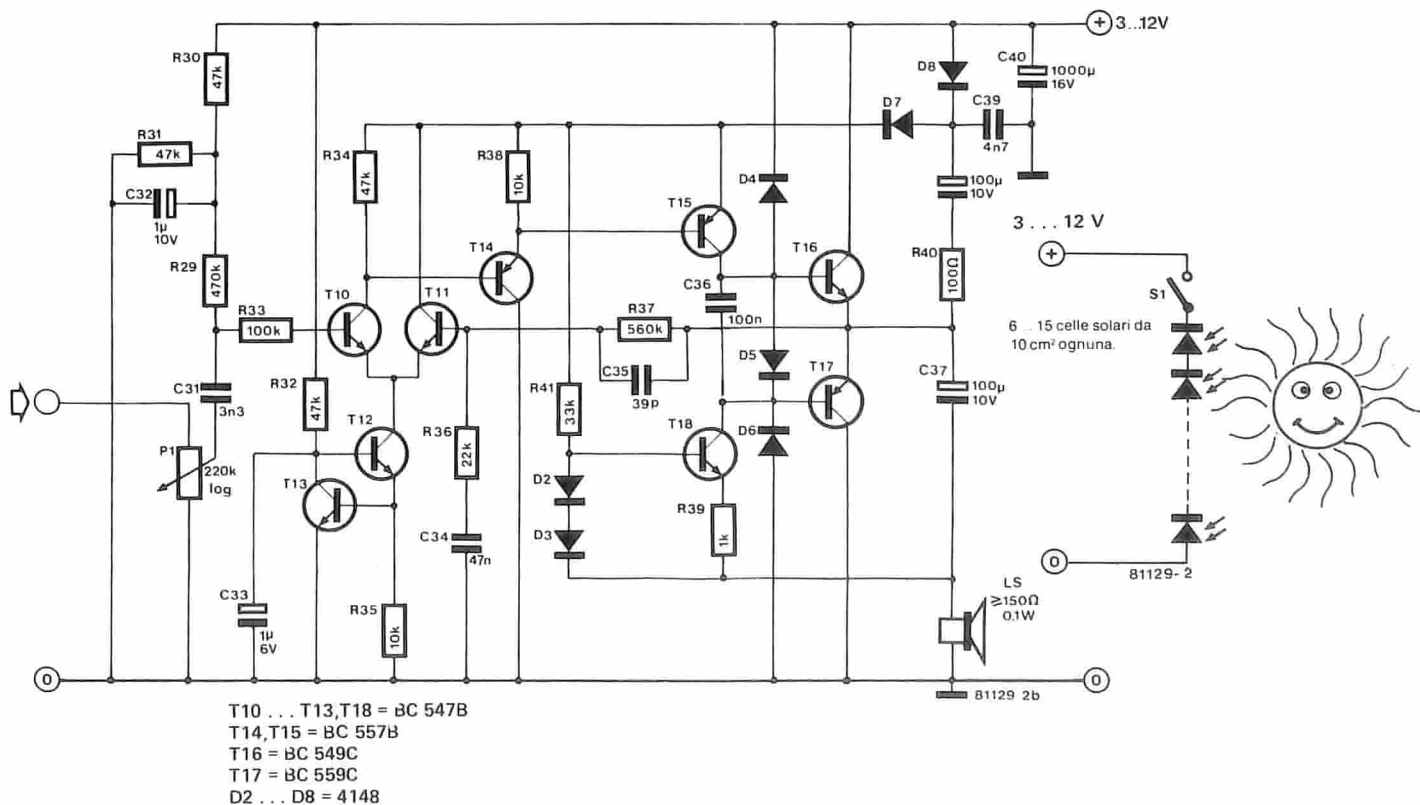 3...12V
R30
47k
R31
47k
C32
1µ
10V
R29
470k
R33
100k
C31
3n3
P1
220k
log
R34
47k
T10
T11
R32
47k
T12
T13
C33
1µ
6V
R35
10k
R36
22k
C34
47n
R38
10k
T14
R37
560k
C35
39p
R41
33k
D2
D3
T15
C36
100n
T18
R39
1k
D4
D5
D6
T16
T17
D7
D8
C39
4n7
C40
1000µ
16V
100µ
10V
R40
100Ω
C37
100µ
10V
LS
≥150Ω
0.1W
81129 2b
3 . . . 12 V
S1
6 ... 15 celle solari da
10 cm² ognuna.
81129-2
0
0
0
T10 . . . T13,T18 = BC 547B
T14,T15 = BC 557B
T16 = BC 549C
T17 = BC 559C
D2 . . . D8 = 4148